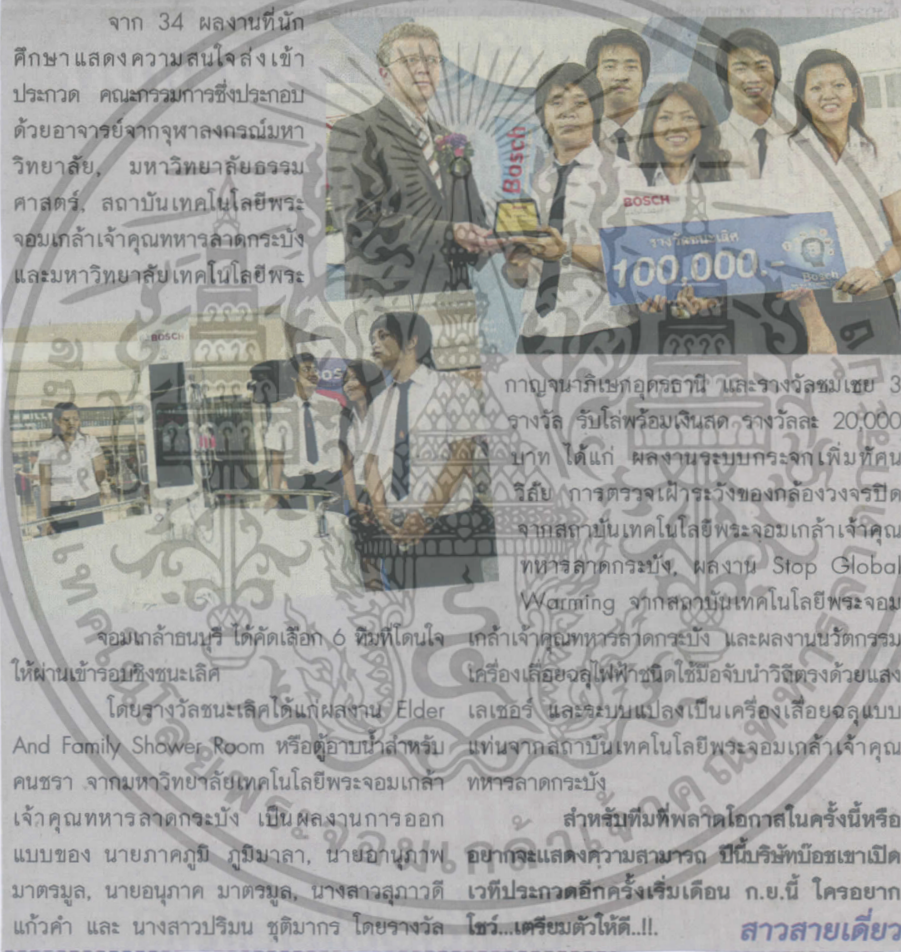 จาก 34 ผลงานที่นัก
ศึกษาแสดงความสนใจส่งเข้า
ประกวด คณะกรรมการซึ่งประกอบ
ด้วยอาจารย์จากจุฬาลงกรณ์มหา
วิทยาลัย, มหาวิทยาลัยธรรม
ศาสตร์, สถาบันเทคโนโลยีพระ
จอมเกล้าเจ้าคุณทหารลาดกระบัง
และมหาวิทยาลัยเทคโนโลยีพระ
จอมเกล้าธนบุรี ได้คัดเลือก 6 ทีมที่โดนใจ
ให้ผ่านเข้ารอบชิงชนะเลิศ
โดยรางวัลชนะเลิศได้แก่ผลงาน Elder
And Family Shower Room หรือตู้อาบน้ำสำหรับ
คนชรา จากมหาวิทยาลัยเทคโนโลยีพระจอมเกล้า
เจ้าคุณทหารลาดกระบัง เป็นผลงานการออก
แบบของ นายภาคภูมิ ภูมิมาลา, นายอานุภาพ
มาตรมูล, นายอนุภาค มาตรมูล, นางสาวสุภาวดี
แก้วคำ และ นางสาวปริมน ชุติมากร โดยรางวัล
Bosch
BOSCH
รางวัลชนะเลิศ
100,000.-
Bosch
BOSCH
กาญจนาภิเษกอุดรธานี และรางวัลชมเชย 3
รางวัล รับโล่พร้อมเงินสด รางวัลละ 20,000
บาท ได้แก่ ผลงานระบบกระจกเพิ่มทัศน
วิสัย การตรวจเฝ้าระวังของกล้องวงจรปิด
จากสถาบันเทคโนโลยีพระจอมเกล้าเจ้าคุณ
ทหารลาดกระบัง, ผลงาน Stop Global
Warming จากสถาบันเทคโนโลยีพระจอม
เกล้าเจ้าคุณทหารลาดกระบัง และผลงานนวัตกรรม
เครื่องเลื่อยฉลุไฟฟ้าชนิดใช้มือจับนำวิถีตรงด้วยแสง
เลเซอร์ และระบบแปลงเป็นเครื่องเลื่อยฉลุแบบ
แท่นจากสถาบันเทคโนโลยีพระจอมเกล้าเจ้าคุณ
ทหารลาดกระบัง
สำหรับทีมที่พลาดโอกาสในครั้งนี้หรือ
อยากจะแสดงความสามารถ ปีนี้บริษัทบ๊อชเขาเปิด
เวทีประกวดอีกครั้งเริ่มเดือน ก.ย.นี้ ใครอยาก
โชว์...เตรียมตัวให้ดี..!!.
สาวสายเดี่ยว